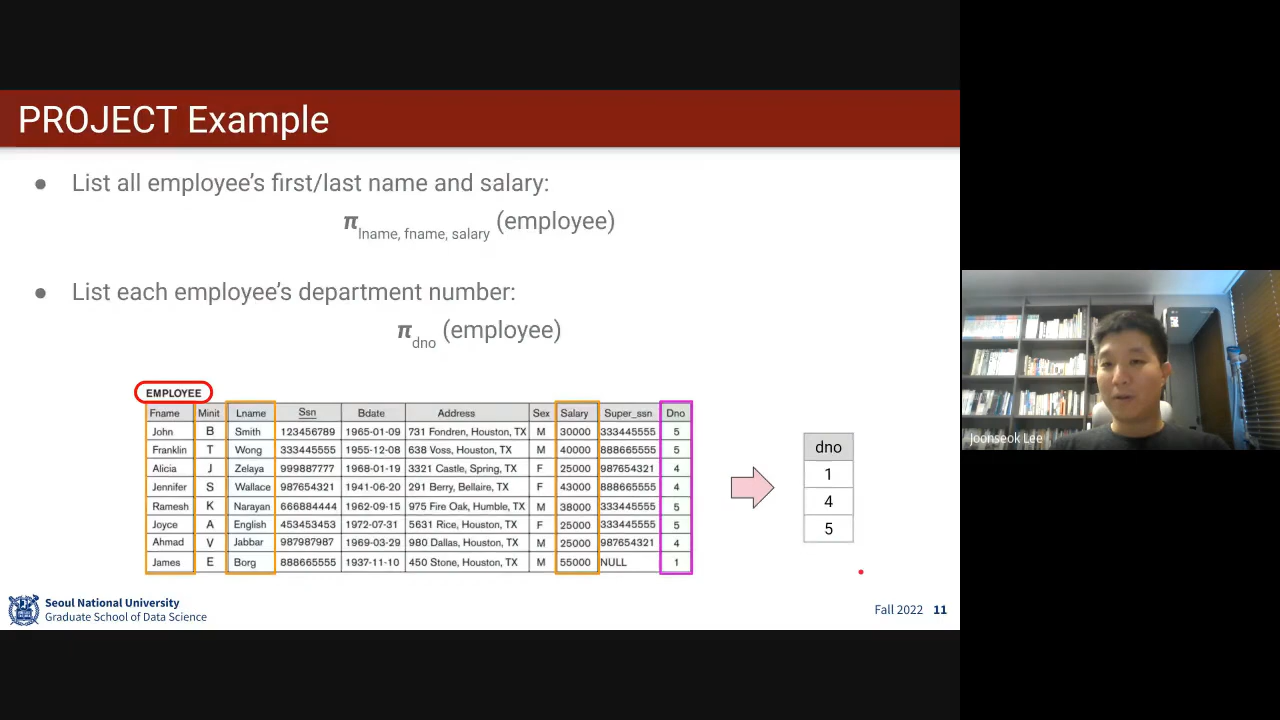 PROJECT Example
● List all employee's first/last name and salary:
π lname, fname, salary (employee)
● List each employee's department number:
π dno (employee)
EMPLOYEE
Fname Minit Lname Ssn Bdate Address Sex Salary Super_ssn Dno
John B Smith 123456789 1965-01-09 731 Fondren, Houston, TX M 30000 333445555 5
Franklin T Wong 333445555 1955-12-08 638 Voss, Houston, TX M 40000 888665555 5
Alicia J Zelaya 999887777 1968-01-19 3321 Castle, Spring, TX F 25000 987654321 4
Jennifer S Wallace 987654321 1941-06-20 291 Berry, Bellaire, TX F 43000 888665555 4
Ramesh K Narayan 666884444 1962-09-15 975 Fire Oak, Humble, TX M 38000 333445555 5
Joyce A English 453453453 1972-07-31 5631 Rice, Houston, TX F 25000 333445555 5
Ahmad V Jabbar 987987987 1969-03-29 980 Dallas, Houston, TX M 25000 987654321 4
James E Borg 888665555 1937-11-10 450 Stone, Houston, TX M 55000 NULL 1
dno
1
4
5
Joonseok Lee
Seoul National University
Graduate School of Data Science
Fall 2022 11